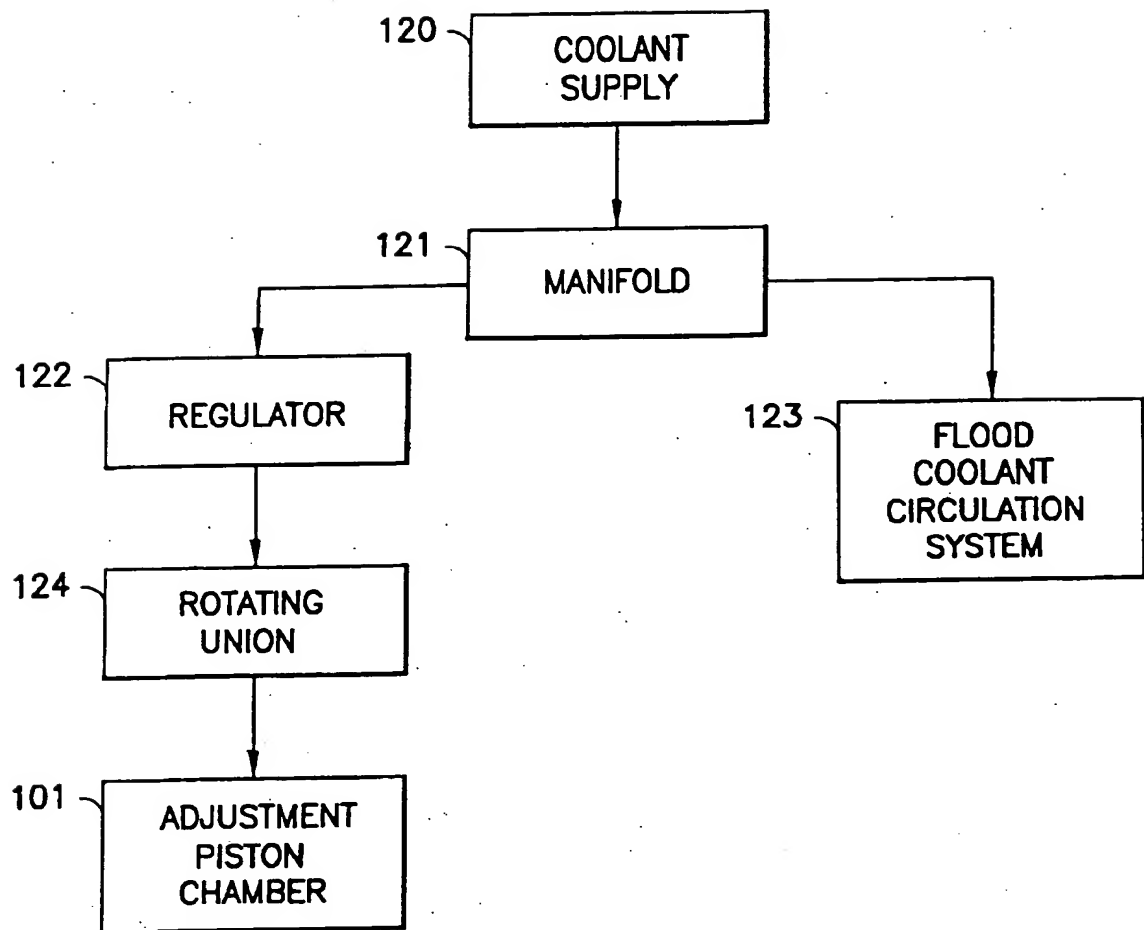 120
COOLANT
SUPPLY
121
MANIFOLD
122
REGULATOR
123
FLOOD
COOLANT
CIRCULATION
SYSTEM
124
ROTATING
UNION
101
ADJUSTMENT
PISTON
CHAMBER